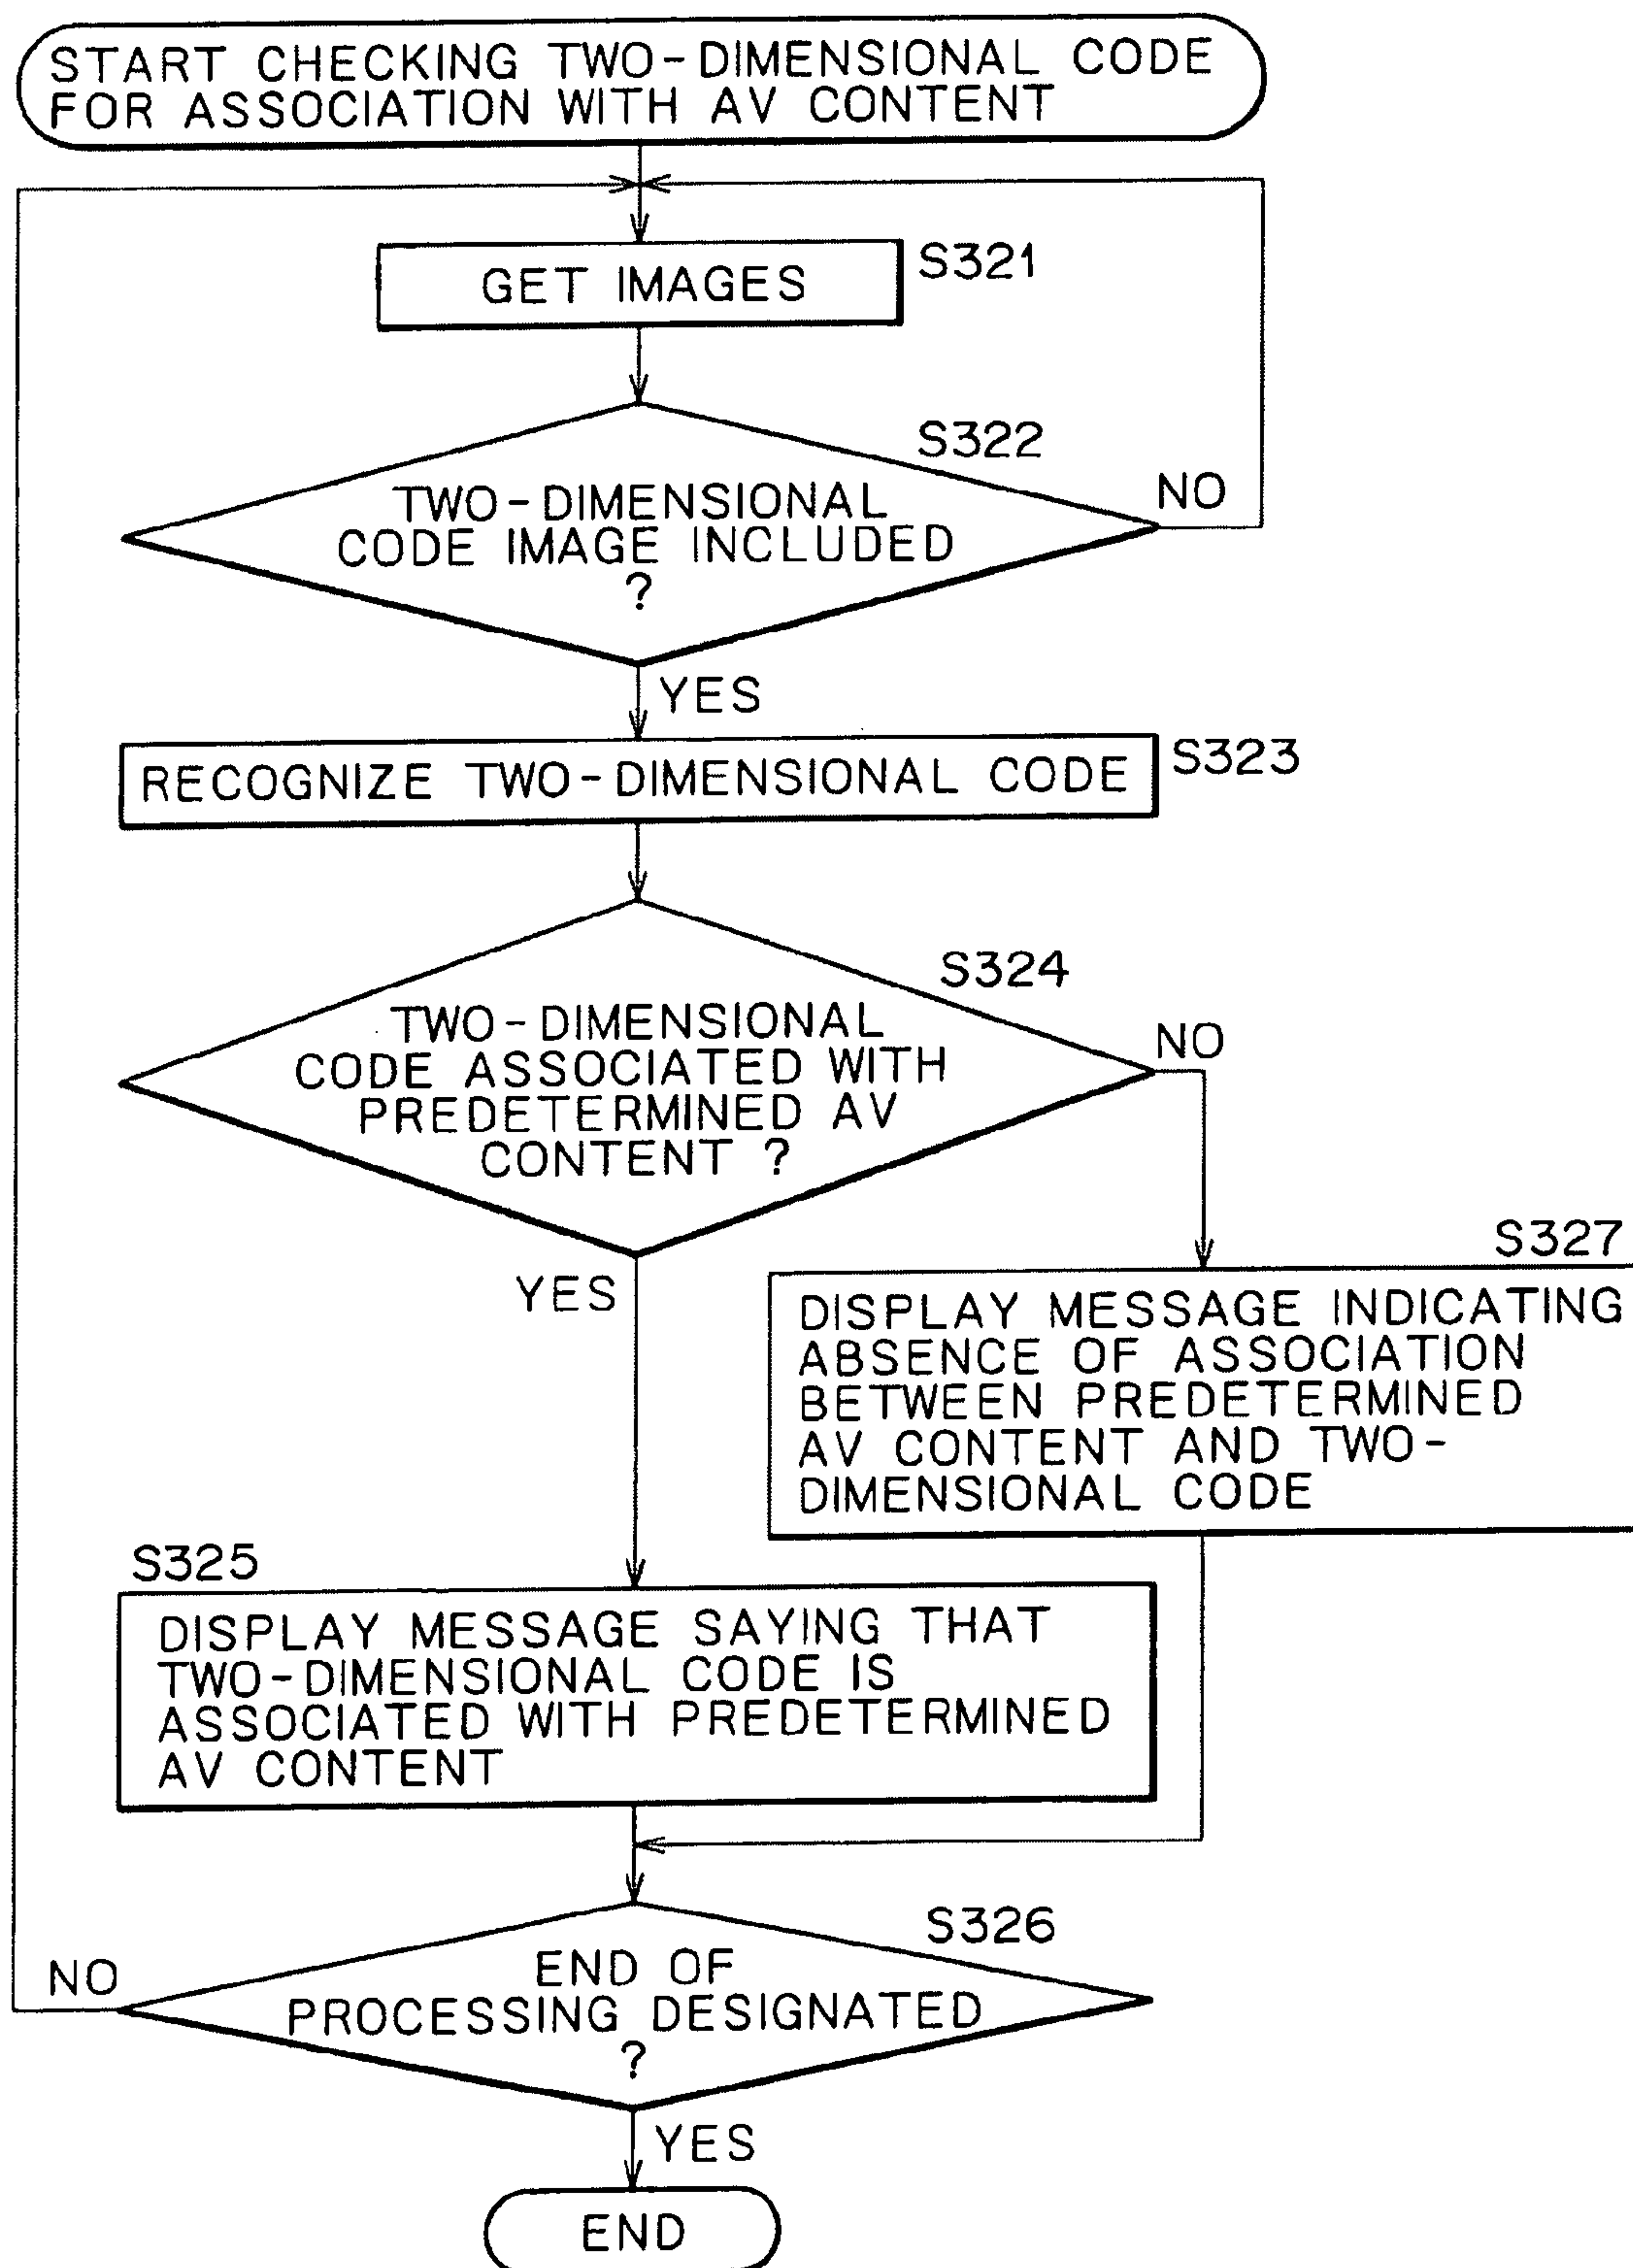 START CHECKING TWO-DIMENSIONAL CODE
FOR ASSOCIATION WITH AV CONTENT
GET IMAGES
S321
S322
TWO-DIMENSIONAL
CODE IMAGE INCLUDED
?
NO
YES
RECOGNIZE TWO-DIMENSIONAL CODE
S323
S324
TWO-DIMENSIONAL
CODE ASSOCIATED WITH
PREDETERMINED AV
CONTENT ?
NO
YES
S327
DISPLAY MESSAGE INDICATING
ABSENCE OF ASSOCIATION
BETWEEN PREDETERMINED
AV CONTENT AND TWO-
DIMENSIONAL CODE
S325
DISPLAY MESSAGE SAYING THAT
TWO-DIMENSIONAL CODE IS
ASSOCIATED WITH PREDETERMINED
AV CONTENT
S326
NO
END OF
PROCESSING DESIGNATED
?
YES
END